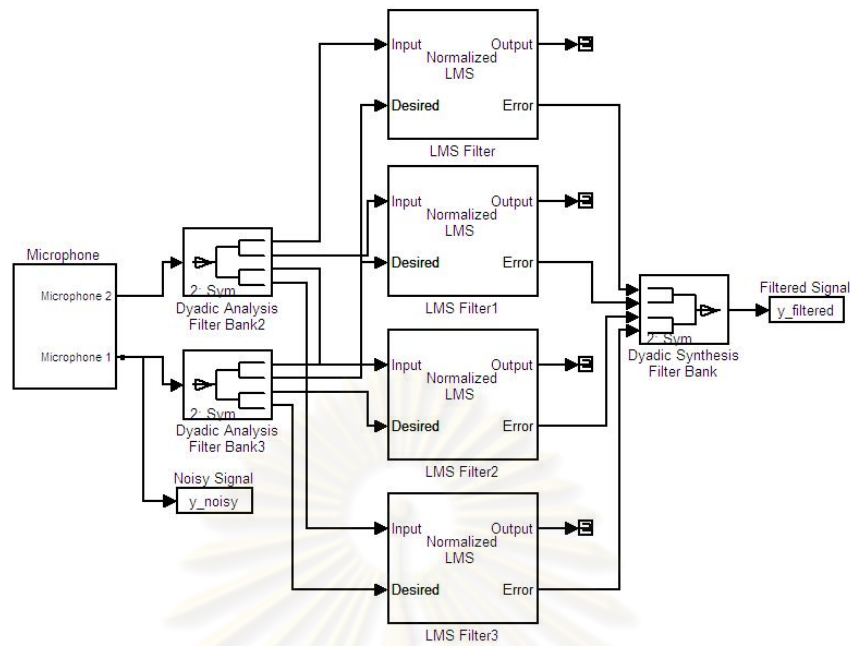 Input
Output
Normalized
LMS
Desired
Error
LMS Filter
Input
Output
Normalized
LMS
Desired
Error
LMS Filter1
Microphone
Microphone 2
Microphone 1
2: Sym
Dyadic Analysis
Filter Bank2
2: Sym
Dyadic Analysis
Filter Bank3
Noisy Signal
y_noisy
Input
Output
Normalized
LMS
Desired
Error
LMS Filter2
Input
Output
Normalized
LMS
Desired
Error
LMS Filter3
2: Sym
Dyadic Synthesis
Filter Bank
Filtered Signal
y_filtered